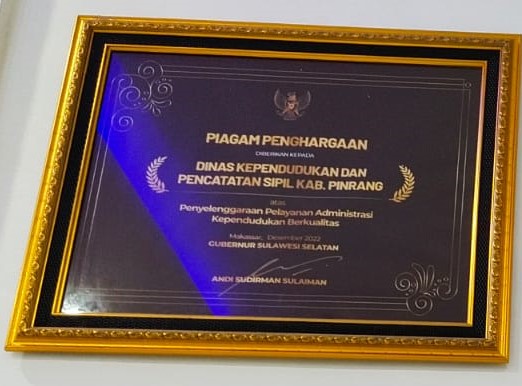 PIAGAM PENGHARGAAN
DIBERIKAN KEPADA
DINAS KEPENDUDUKAN DAN
PENCATATAN SIPIL KAB. PINRANG
atas
Penyelenggaraan Pelayanan Administrasi
Kependudukan Berkualitas
Makassar, Desember 2022
GUBERNUR SULAWESI SELATAN
ANDI SUDIRMAN SULAIMAN